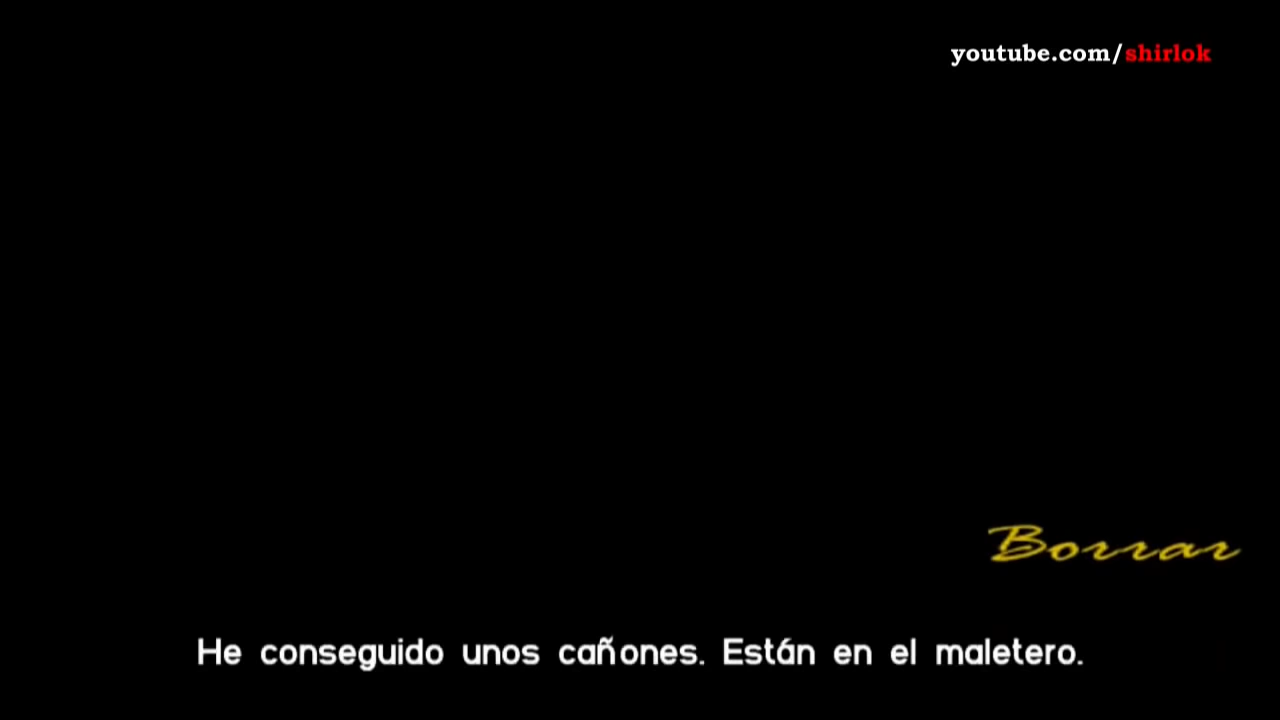 youtube.com/shirlok
Borrar
He conseguido unos cañones. Están en el maletero.